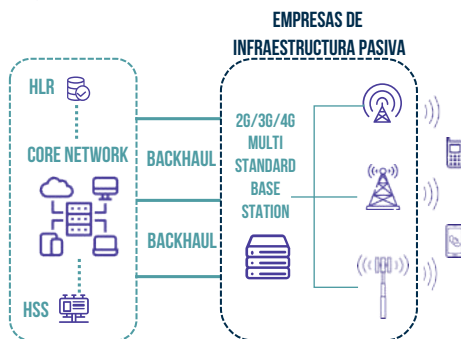 EMPRESAS DE
INFRAESTRUCTURA PASIVA
HLR
CORE NETWORK
HSS
BACKHAUL
BACKHAUL
2G/3G/4G
MULTI
STANDARD
BASE
STATION